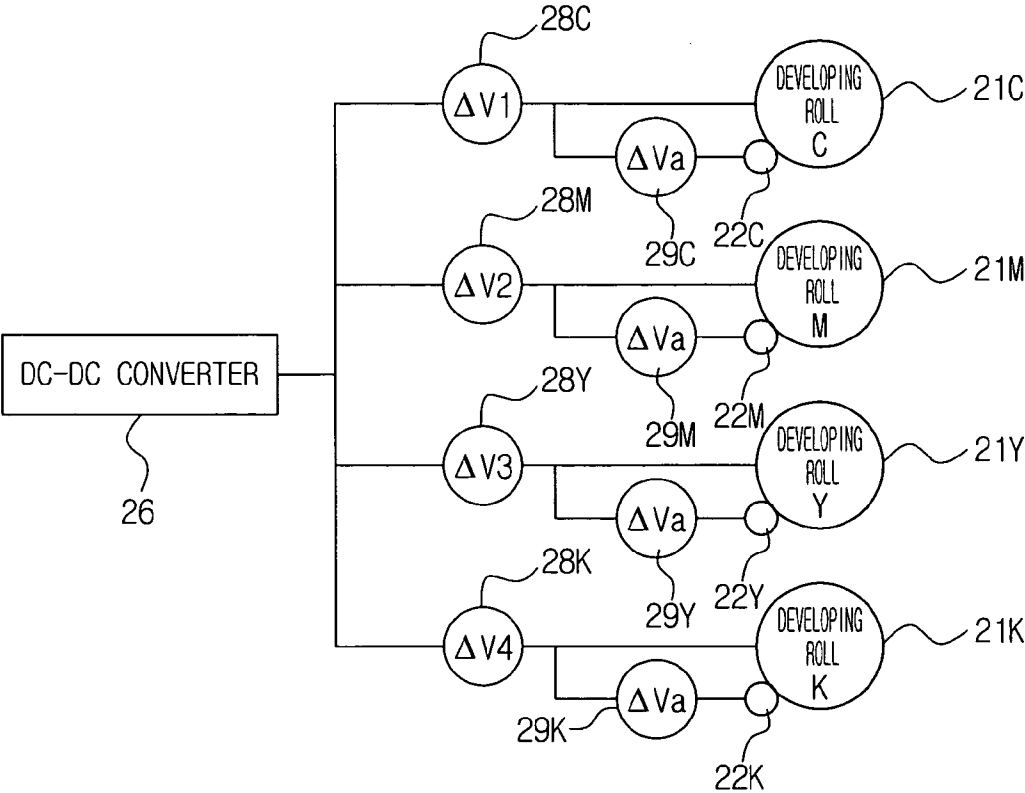 28C
ΔV1
DEVELOPING
ROLL
C
21C
ΔVa
29C
22C
28M
ΔV2
DEVELOPING
ROLL
M
21M
ΔVa
29M
22M
DC-DC CONVERTER
26
28Y
ΔV3
DEVELOPING
ROLL
Y
21Y
ΔVa
29Y
22Y
28K
ΔV4
DEVELOPING
ROLL
K
21K
ΔVa
29K
22K